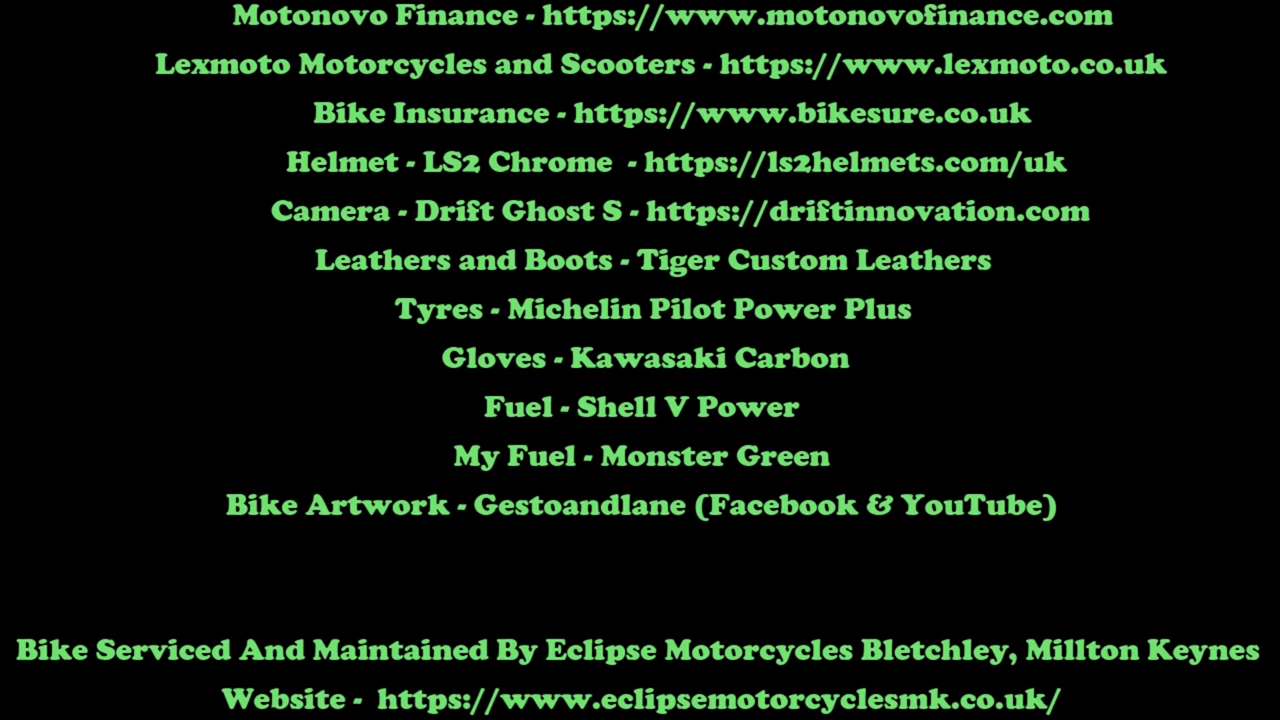 Motonovo Finance - https://www.motonovofinance.com
Lexmoto Motorcycles and Scooters - https://www.lexmoto.co.uk
Bike Insurance - https://www.bikesure.co.uk
Helmet - LS2 Chrome  - https://ls2helmets.com/uk
Camera - Drift Ghost S - https://driftinnovation.com
Leathers and Boots - Tiger Custom Leathers
Tyres - Michelin Pilot Power Plus
Gloves - Kawasaki Carbon
Fuel - Shell V Power
My Fuel - Monster Green
Bike Artwork - Gestoandlane (Facebook & YouTube)
Bike Serviced And Maintained By Eclipse Motorcycles Bletchley, Millton Keynes
Website -  https://www.eclipsemotorcyclesmk.co.uk/